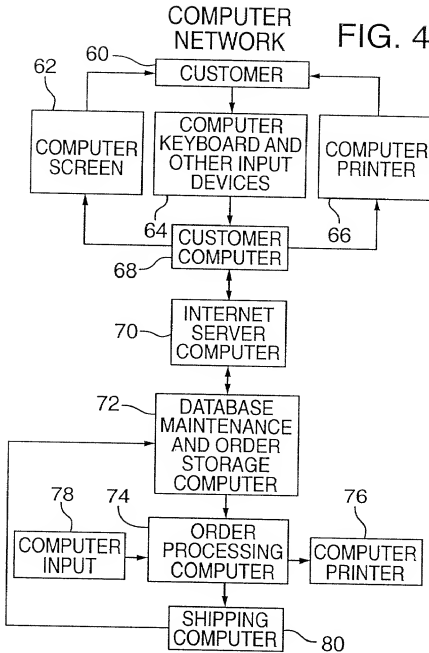 COMPUTER
NETWORK
FIG. 4
60
CUSTOMER
62
COMPUTER
SCREEN
COMPUTER
KEYBOARD AND
OTHER INPUT
DEVICES
COMPUTER
PRINTER
64
66
CUSTOMER
COMPUTER
68
INTERNET
SERVER
COMPUTER
70
72
DATABASE
MAINTENANCE
AND ORDER
STORAGE
COMPUTER
78
74
76
COMPUTER
INPUT
ORDER
PROCESSING
COMPUTER
COMPUTER
PRINTER
SHIPPING
COMPUTER
80